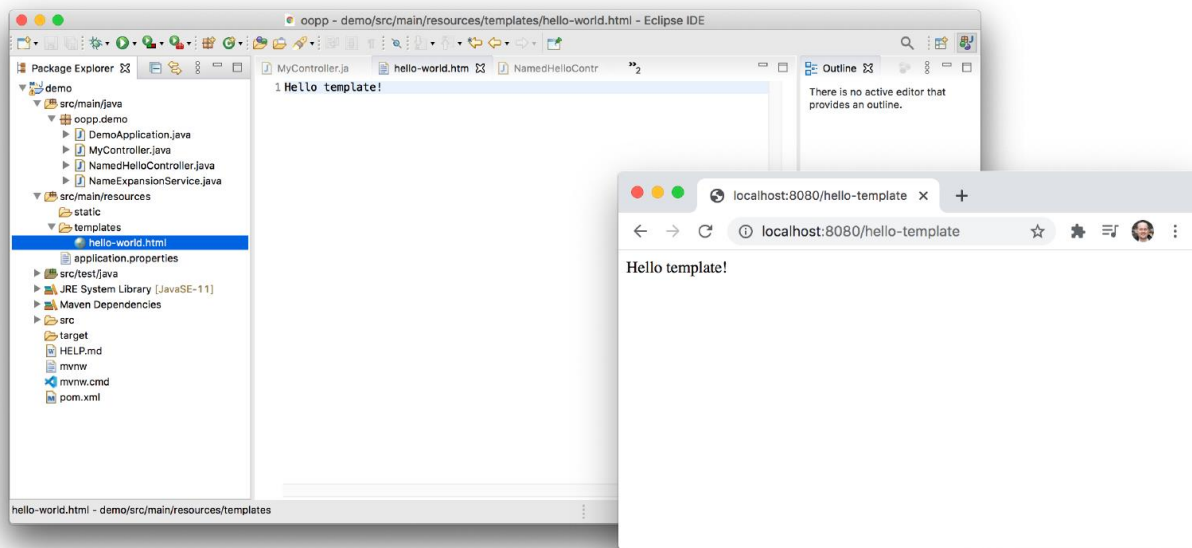 oopp - demo/src/main/resources/templates/hello-world.html - Eclipse IDE
Package Explorer
demo
src/main/java
oopp.demo
DemoApplication.java
MyController.java
NamedHelloController.java
NameExpansionService.java
src/main/resources
static
templates
hello-world.html
application.properties
src/test/java
JRE System Library [JavaSE-11]
Maven Dependencies
src
target
HELP.md
mvnw
mvnw.cmd
pom.xml
MyController.ja
hello-world.htm
NamedHelloContr
»2
1 Hello template!
Outline
There is no active editor that
provides an outline.
hello-world.html - demo/src/main/resources/templates
localhost:8080/hello-template
localhost:8080/hello-template
Hello template!